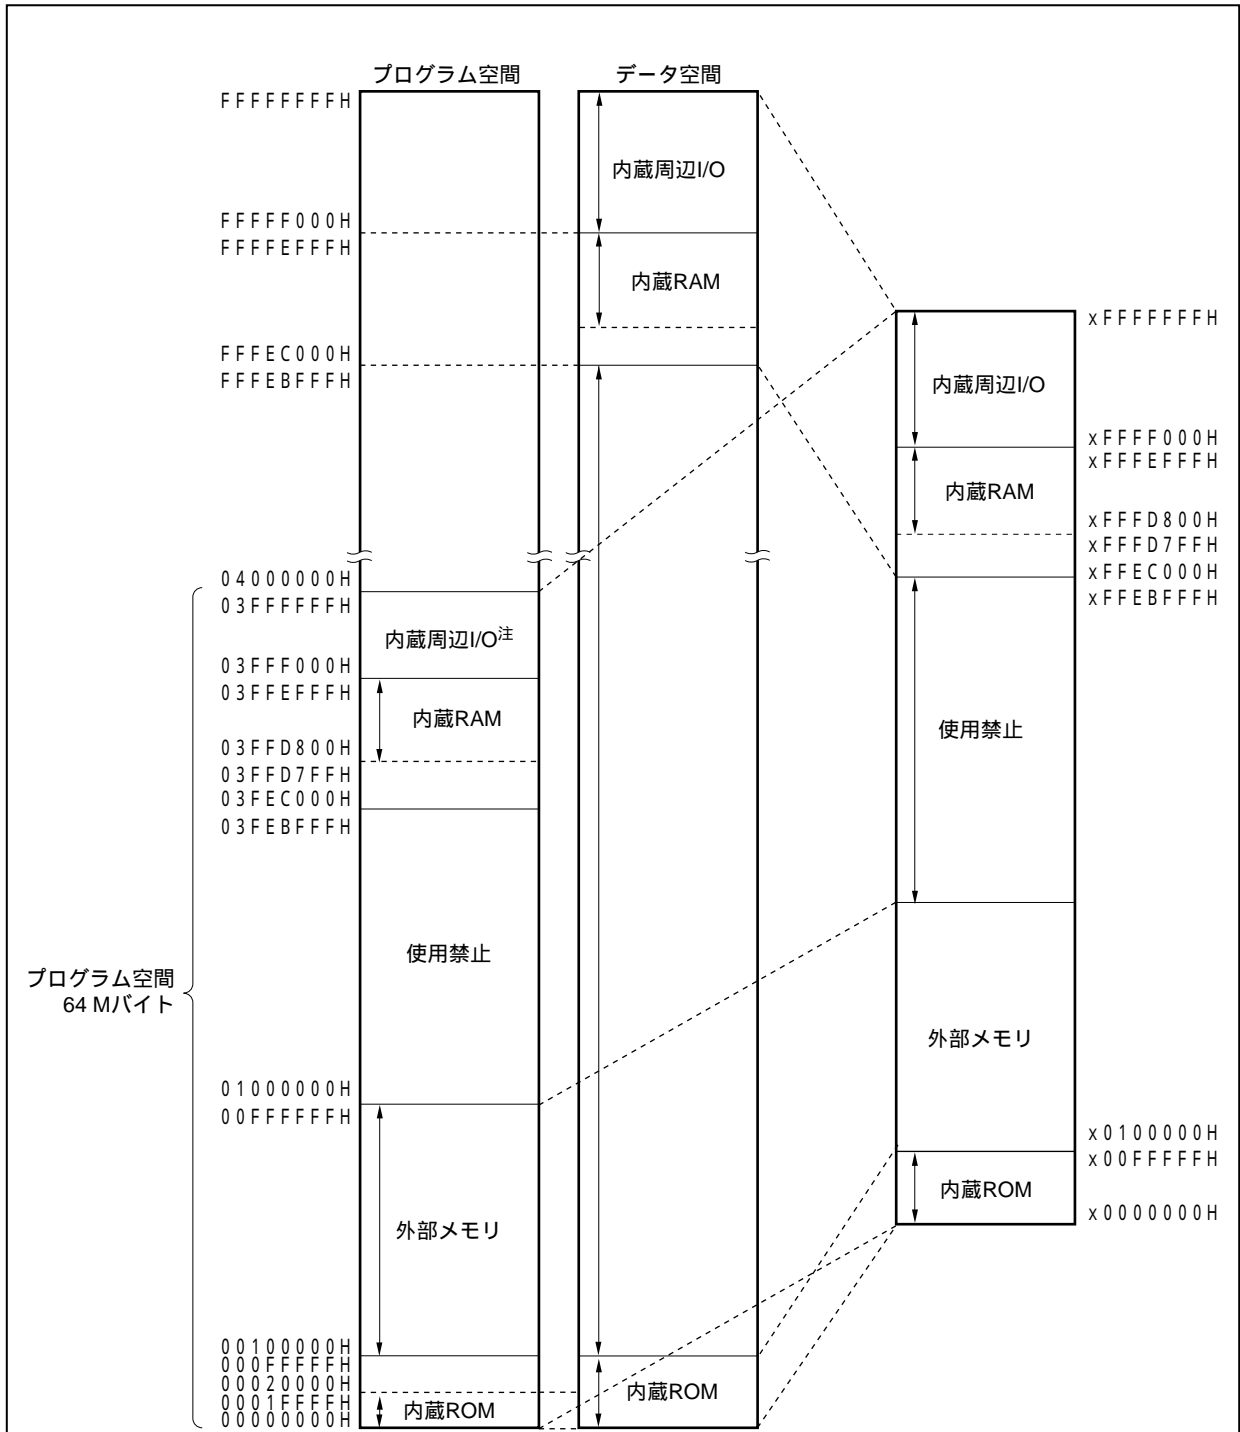 プログラム空間
データ空間
FFFFFFFFH
内蔵周辺I/O
FFFFF000H
FFFFEFFFH
内蔵RAM
FFFEC000H
FFFEBFFFH
04000000H
03FFFFFFH
内蔵周辺I/O注
03FFF000H
03FFEFFFH
内蔵RAM
03FFD800H
03FFD7FFH
03FEC000H
03FEBFFFH
使用禁止
プログラム空間
64 Mバイト
01000000H
00FFFFFFH
外部メモリ
00100000H
000FFFFFH
00020000H
0001FFFFH
00000000H
内蔵ROM
内蔵ROM
xFFFFFFFH
内蔵周辺I/O
xFFFF000H
xFFFEFFFH
内蔵RAM
xFFFD800H
xFFFD7FFH
xFFEC000H
xFFEBFFFH
使用禁止
外部メモリ
x0100000H
x00FFFFFH
内蔵ROM
x0000000H